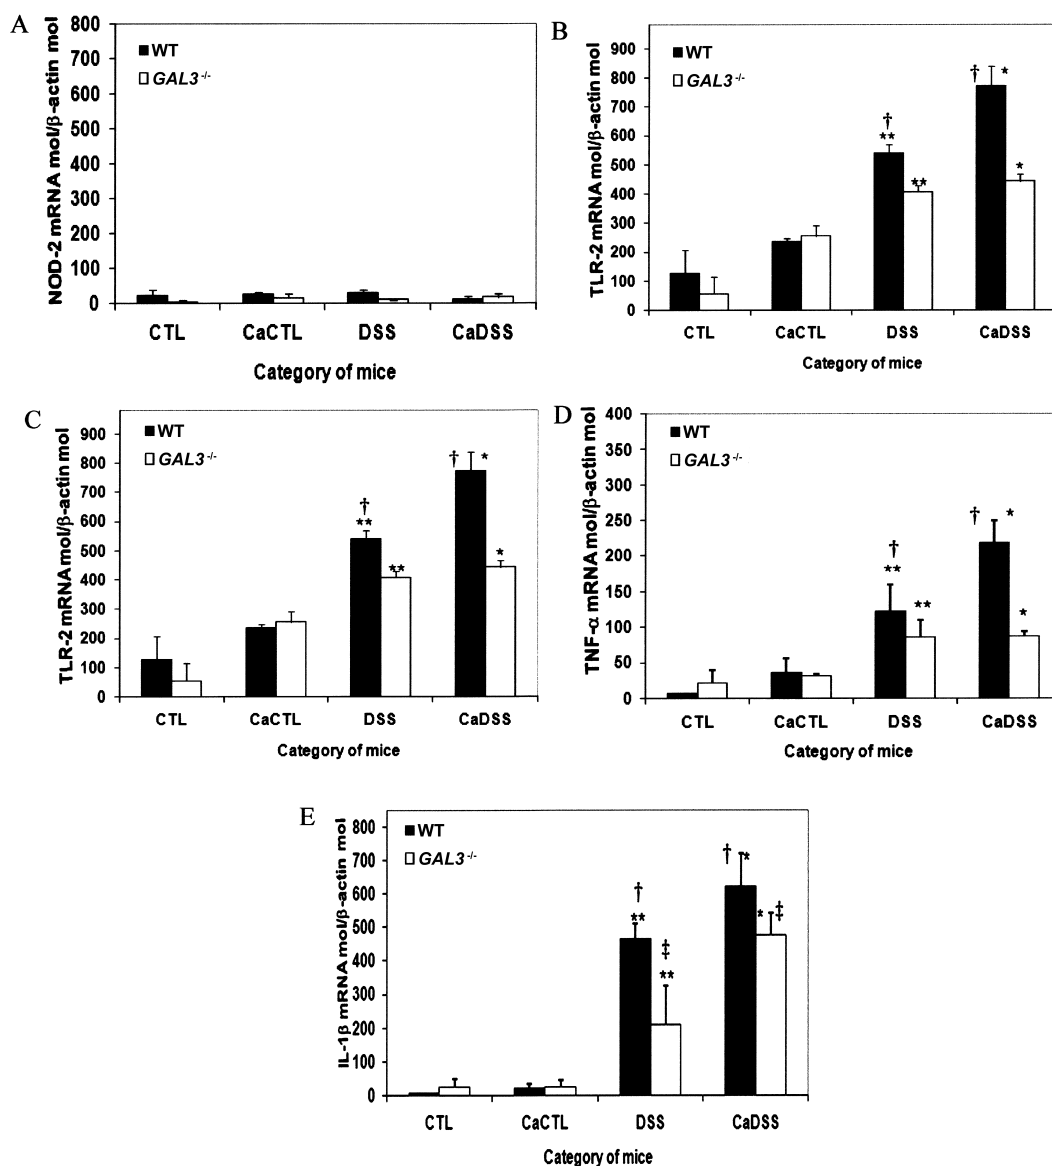 A
NOD-2 mRNA mol/β-actin mol
800
700
600
500
400
300
200
100
0
WT
GAL3 -/-
CTL CaCTL DSS CaDSS
Category of mice
B
TLR-2 mRNA mol/β-actin mol
900
800
700
600
500
400
300
200
100
0
WT
GAL3 -/-
†
**
**
† *
*
CTL CaCTL DSS CaDSS
Category of mice
C
TLR-2 mRNA mol/β-actin mol
900
800
700
600
500
400
300
200
100
0
WT
GAL3 -/-
†
**
**
† *
*
CTL CaCTL DSS CaDSS
Category of mice
D
TNF-α mRNA mol/β-actin mol
400
350
300
250
200
150
100
50
0
WT
GAL3 -/-
†
**
**
† *
*
CTL CaCTL DSS CaDSS
Category of mice
E
IL-1β mRNA mol/β-actin mol
800
700
600
500
400
300
200
100
0
WT
GAL3 -/-
†
**
‡
**
† *
* ‡
CTL CaCTL DSS CaDSS
Category of mice